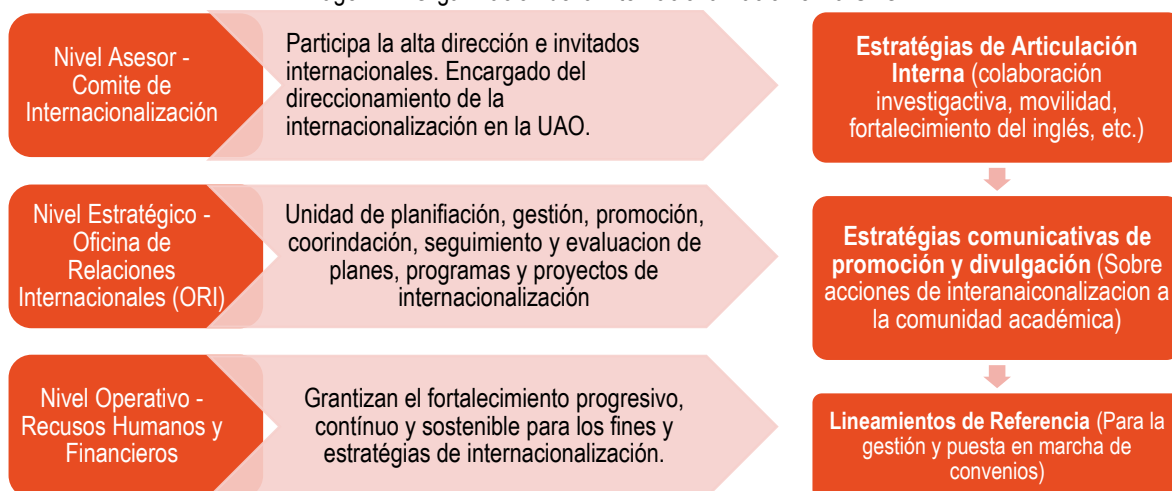 Nivel Asesor -
Comite de
Internacionalización
Participa la alta dirección e invitados
internacionales. Encargado del
direccionamiento de la
internacionalización en la UAO.
Estratégias de Articulación
Interna (colaboración
investigactiva, movilidad,
fortalecimiento del inglés, etc.)
Nivel Estratégico -
Oficina de
Relaciones
Internacionales (ORI)
Unidad de planifiación, gestión, promoción,
coorindación, seguimiento y evaluacion de
planes, programas y proyectos de
internacionalización
Estratégias comunicativas de
promoción y divulgación (Sobre
acciones de interanaiconalizacion a
la comunidad académica)
Nivel Operativo -
Recusos Humanos y
Financieros
Grantizan el fortalecimiento progresivo,
contínuo y sostenible para los fines y
estratégias de internacionalización.
Lineamientos de Referencia (Para la
gestión y puesta en marcha de
convenios)